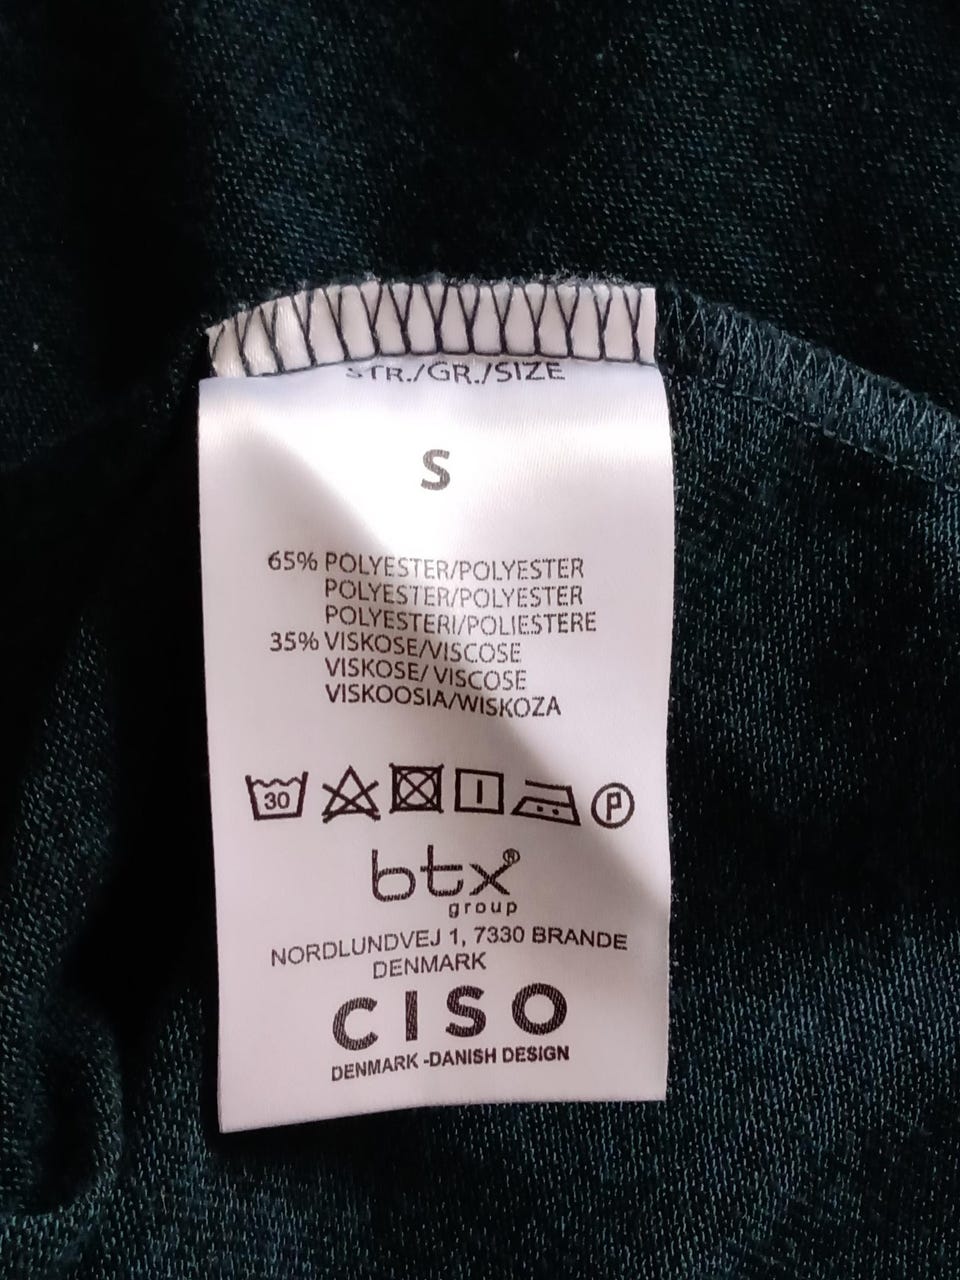 STR./GR./SIZE
S
65% POLYESTER/POLYESTER
POLYESTER/POLYESTER
POLYESTERI/POLIESTERE
35% VISKOSE/VISCOSE
VISKOSE/ VISCOSE
VISKOOSIA/WISKOZA
30 P
btx®
group
NORDLUNDVEJ 1, 7330 BRANDE
DENMARK
CISO
DENMARK -DANISH DESIGN